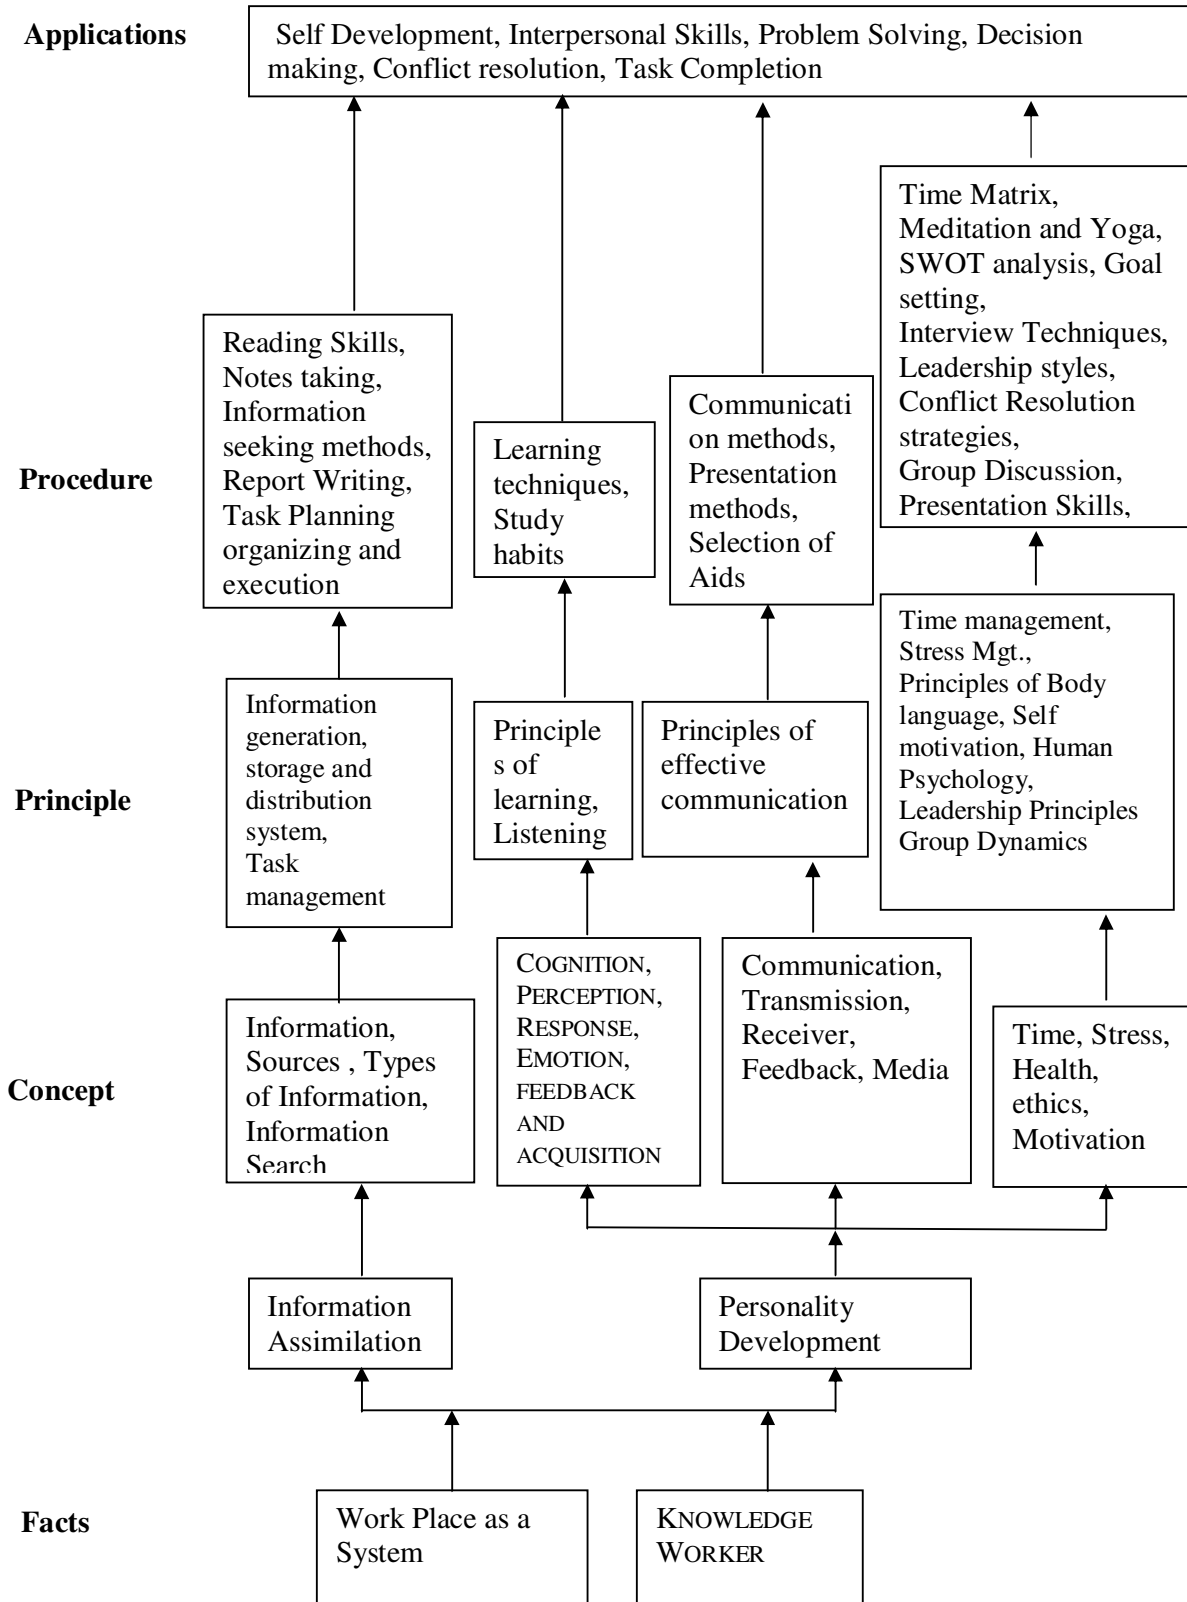 Applications
Self Development, Interpersonal Skills, Problem Solving, Decision
making, Conflict resolution, Task Completion
Time Matrix,
Meditation and Yoga,
SWOT analysis, Goal
setting,
Interview Techniques,
Leadership styles,
Conflict Resolution
strategies,
Group Discussion,
Presentation Skills,
Procedure
Reading Skills,
Notes taking,
Information
seeking methods,
Report Writing,
Task Planning
organizing and
execution
Learning
techniques,
Study
habits
Communicati
on methods,
Presentation
methods,
Selection of
Aids
Principle
Information
generation,
storage and
distribution
system,
Task
management
Principle
s of
learning,
Listening
Principles of
effective
communication
Time management,
Stress Mgt.,
Principles of Body
language, Self
motivation, Human
Psychology,
Leadership Principles
Group Dynamics
Concept
Information,
Sources , Types
of Information,
Information
Search
COGNITION,
PERCEPTION,
RESPONSE,
EMOTION,
FEEDBACK
AND
ACQUISITION
Communication,
Transmission,
Receiver,
Feedback, Media
Time, Stress,
Health,
ethics,
Motivation
Information
Assimilation
Personality
Development
Facts
Work Place as a
System
KNOWLEDGE
WORKER